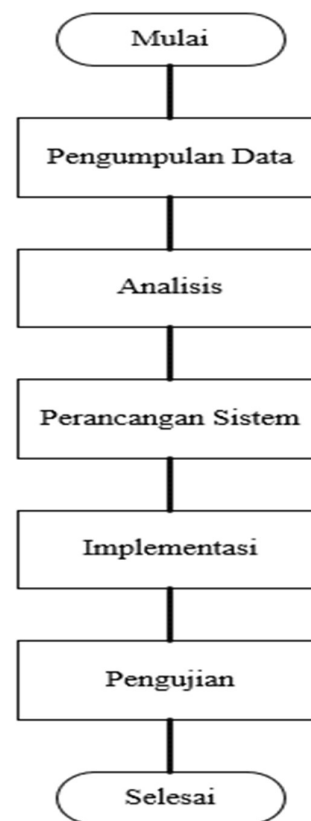 Mulai
Pengumpulan Data
Analisis
Perancangan Sistem
Implementasi
Pengujian
Selesai